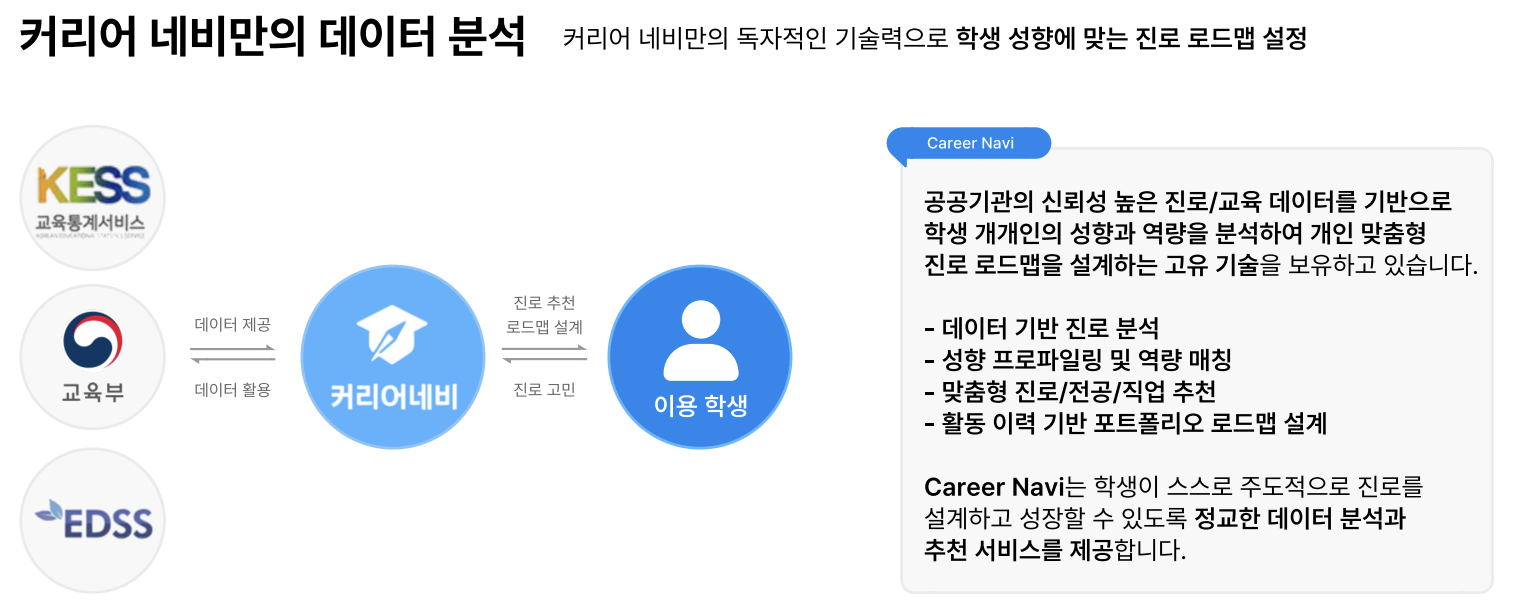 커리어 네비만의 데이터 분석
커리어 네비만의 독자적인 기술력으로 학생 성향에 맞는 진로 로드맵 설정
KESS
교육통계서비스
교육부
EDSS
데이터 제공
데이터 활용
커리어네비
진로 추천
로드맵 설계
진로 고민
이용 학생
Career Navi
공공기관의 신뢰성 높은 진로/교육 데이터를 기반으로
학생 개개인의 성향과 역량을 분석하여 개인 맞춤형
진로 로드맵을 설계하는 고유 기술을 보유하고 있습니다.
- 데이터 기반 진로 분석
- 성향 프로파일링 및 역량 매칭
- 맞춤형 진로/전공/직업 추천
- 활동 이력 기반 포트폴리오 로드맵 설계
Career Navi는 학생이 스스로 주도적으로 진로를
설계하고 성장할 수 있도록 정교한 데이터 분석과
추천 서비스를 제공합니다.